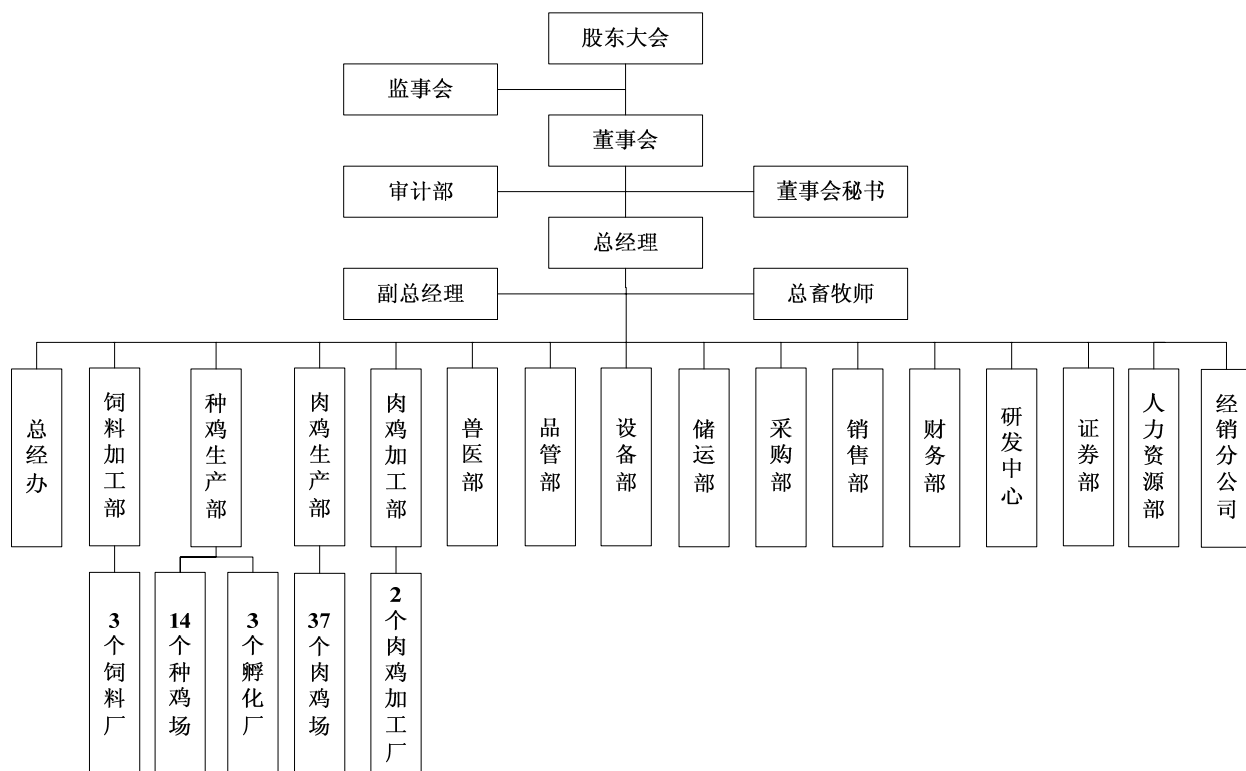 股东大会
监事会
董事会
审计部
董事会秘书
总经理
副总经理
总畜牧师
总经办
饲料加工部
种鸡生产部
肉鸡生产部
肉鸡加工部
兽医部
品管部
设备部
储运部
采购部
销售部
财务部
研发中心
证券部
人力资源部
经销分公司
3个饲料厂
14个种鸡场
3个孵化厂
37个肉鸡场
2个肉鸡加工厂